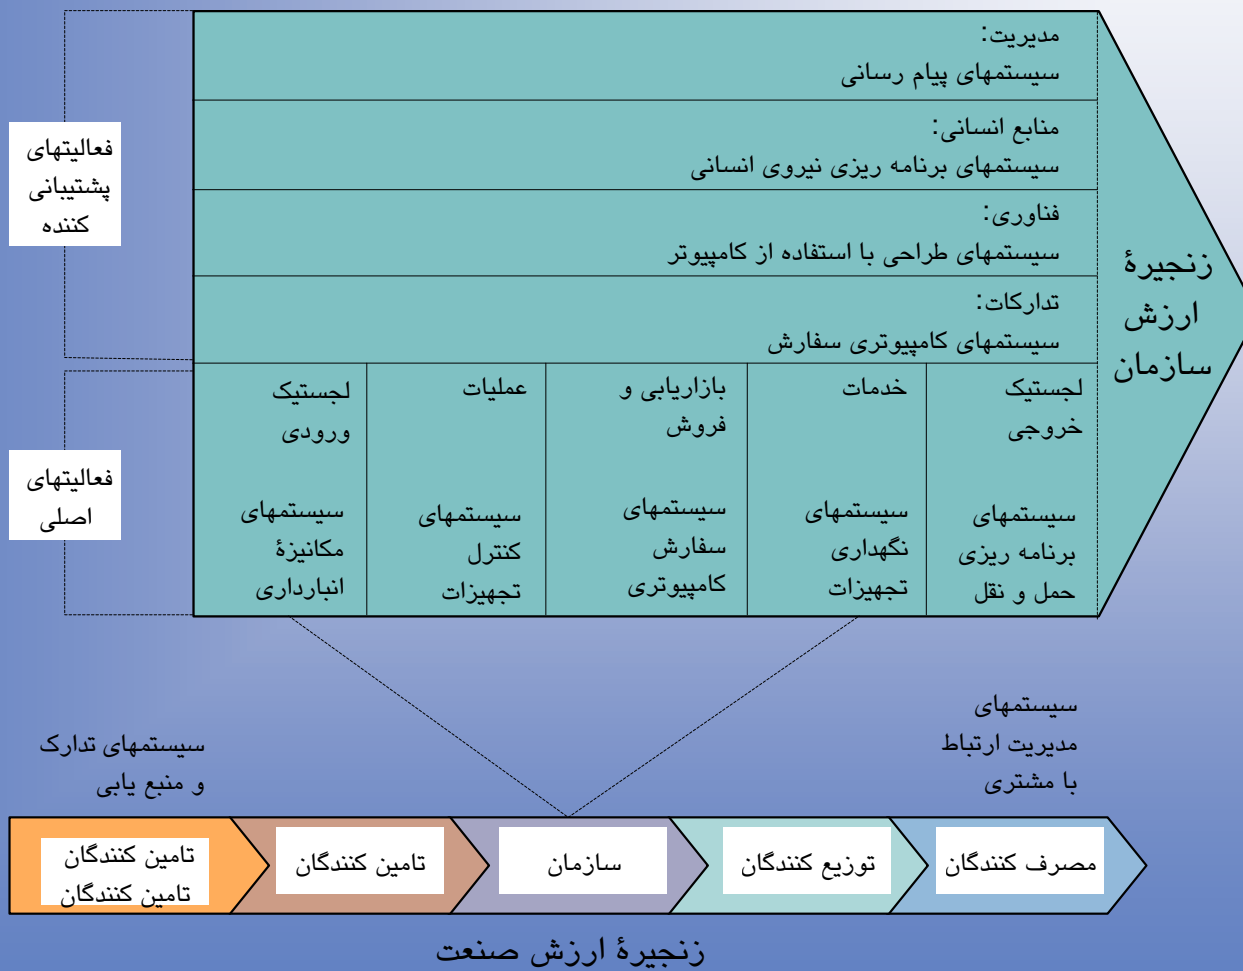 مدیریت:
سیستمهای پیام رسانی
منابع انسانی:
سیستمهای برنامه ریزی نیروی انسانی
فناوری:
سیستمهای طراحی با استفاده از کامپیوتر
تدارکات:
سیستمهای کامپیوتری سفارش
زنجیرۀ
ارزش
سازمان
فعالیتهای
پشتیبانی
کننده
لجستیک
خروجی
سیستمهای
برنامه ریزی
حمل و نقل
خدمات
سیستمهای
نگهداری
تجهیزات
بازاریابی و
فروش
سیستمهای
سفارش
کامپیوتری
عملیات
سیستمهای
کنترل
تجهیزات
لجستیک
ورودی
سیستمهای
مکانیزۀ
انبارداری
فعالیتهای
اصلی
سیستمهای
مدیریت ارتباط
با مشتری
سیستمهای تدارک
و منبع یابی
مصرف کنندگان
توزیع کنندگان
سازمان
تامین کنندگان
تامین کنندگان
تامین کنندگان
زنجیرۀ ارزش صنعت